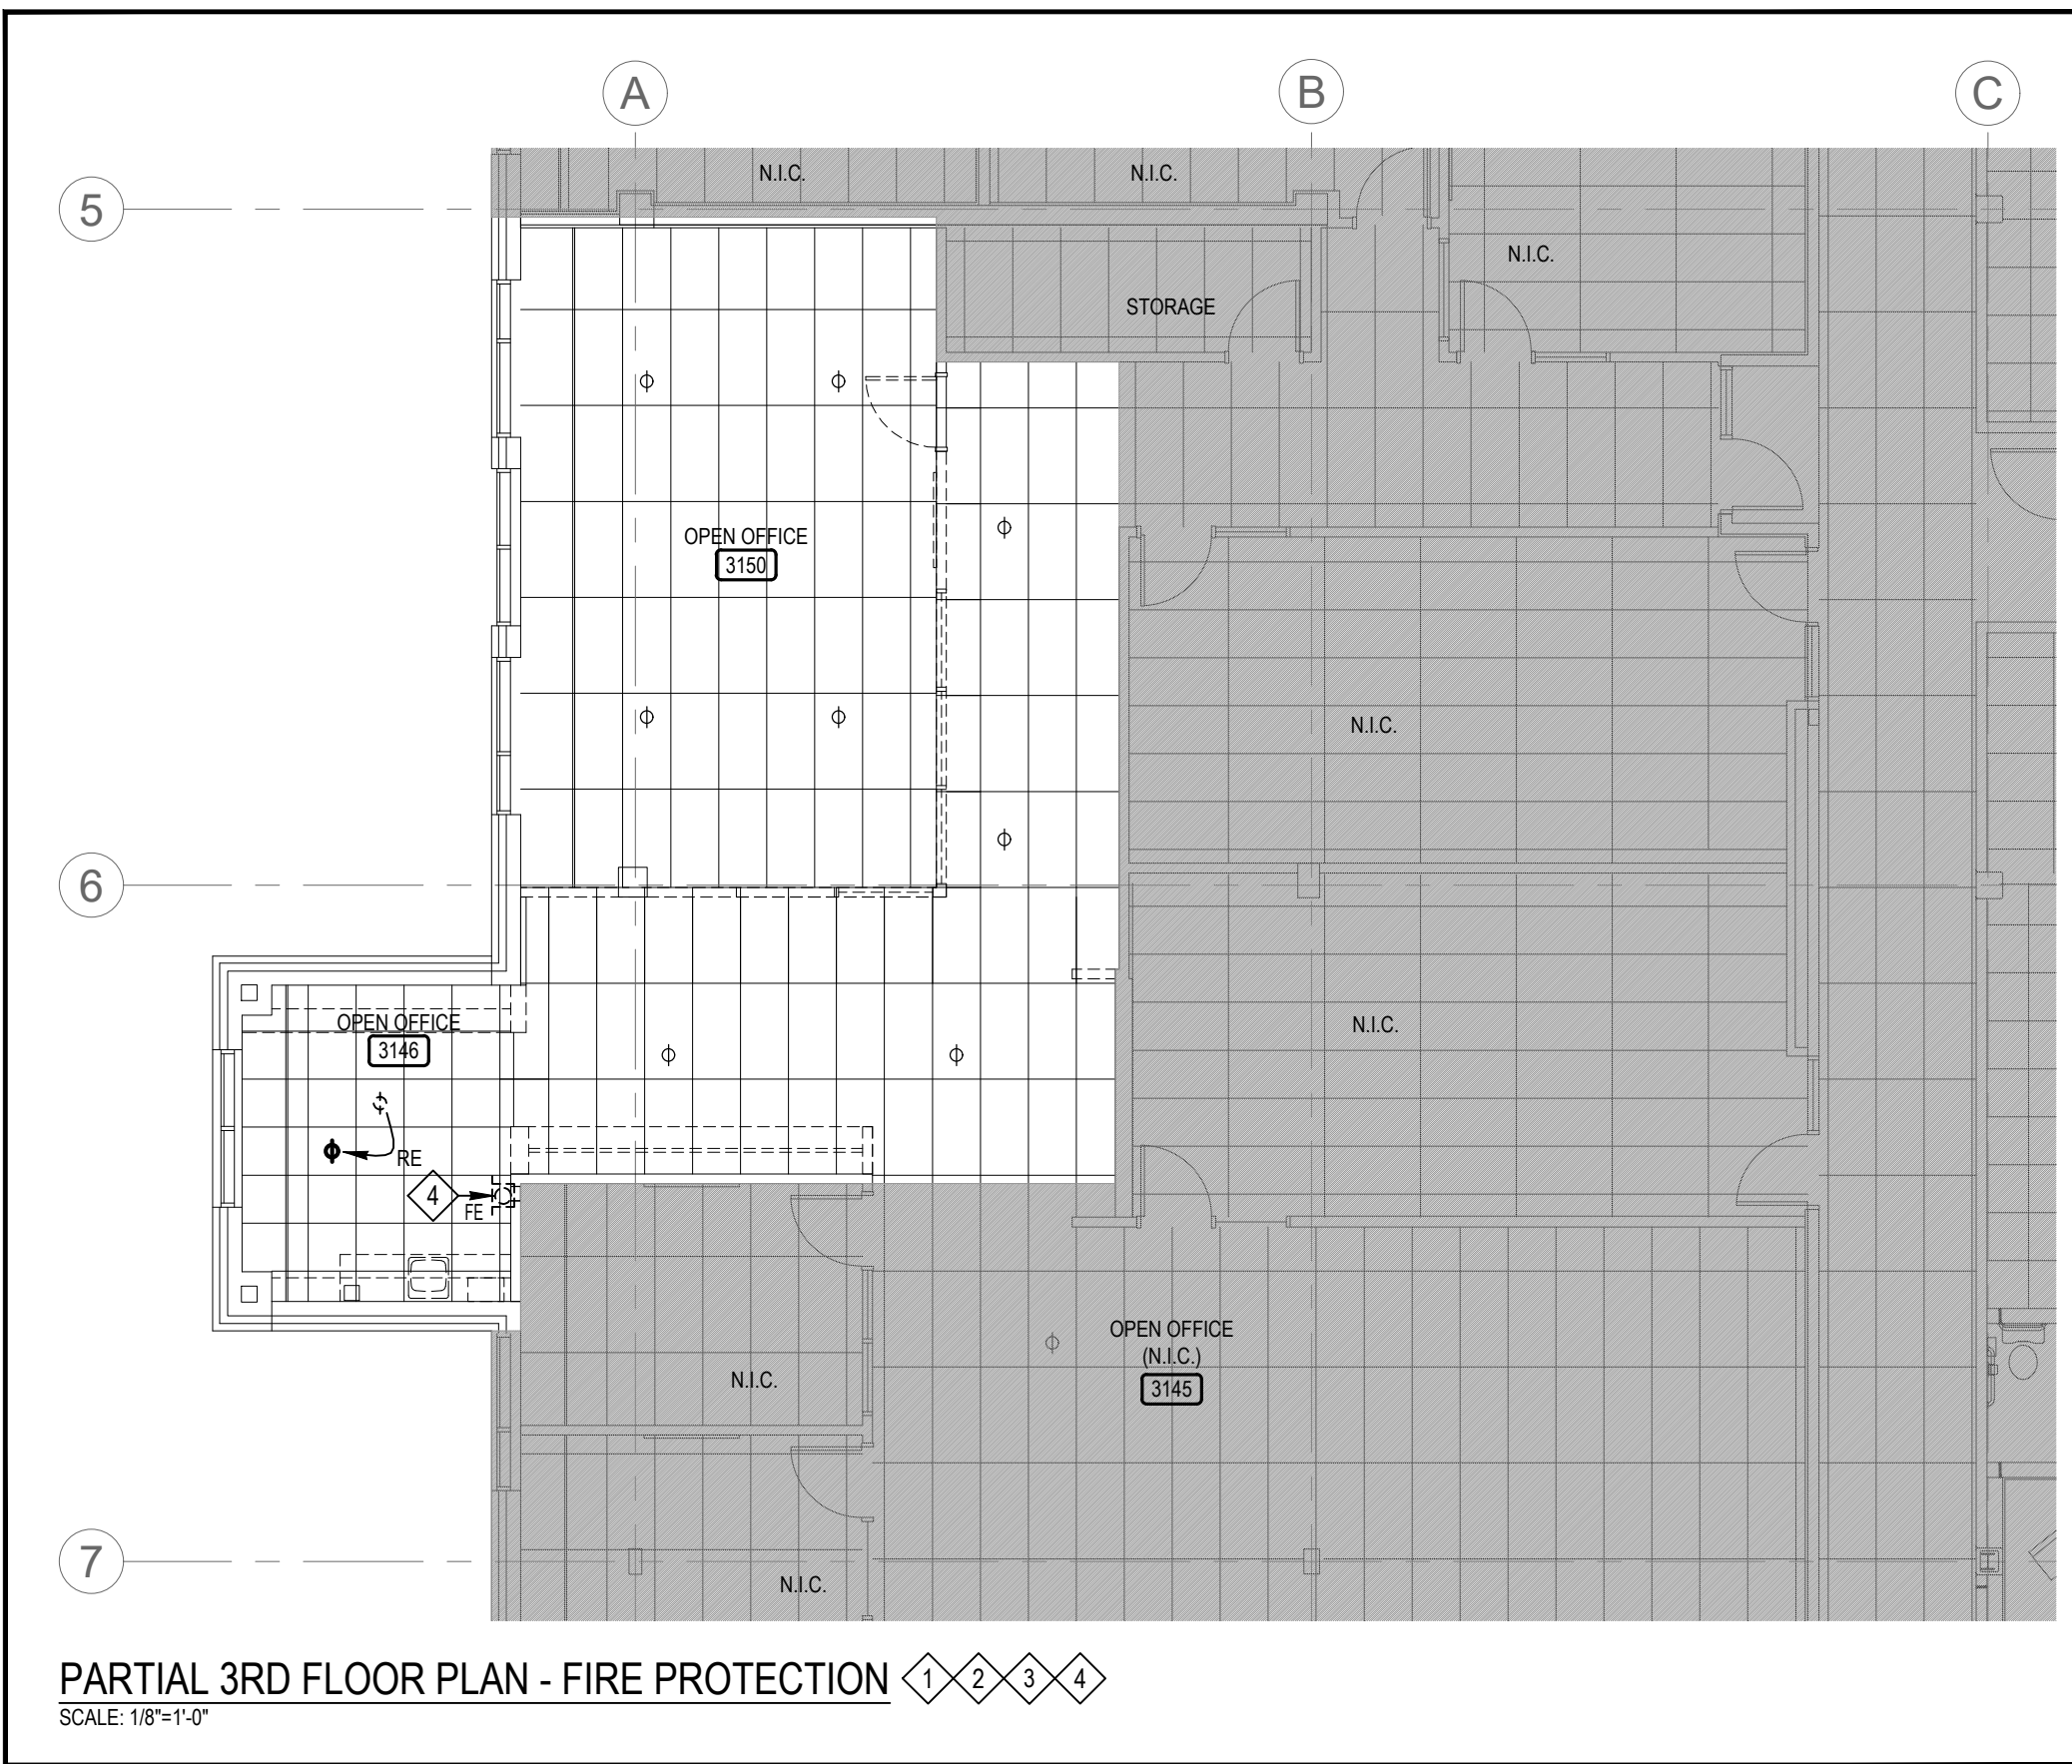 A
B
C
5
N.I.C.
N.I.C.
N.I.C.
STORAGE
OPEN OFFICE
3150
N.I.C.
6
OPEN OFFICE
3146
N.I.C.
RE
4
FE
OPEN OFFICE
(N.I.C.)
3145
N.I.C.
7
N.I.C.
PARTIAL 3RD FLOOR PLAN - FIRE PROTECTION 1 2 3 4
SCALE: 1/8"=1'-0"